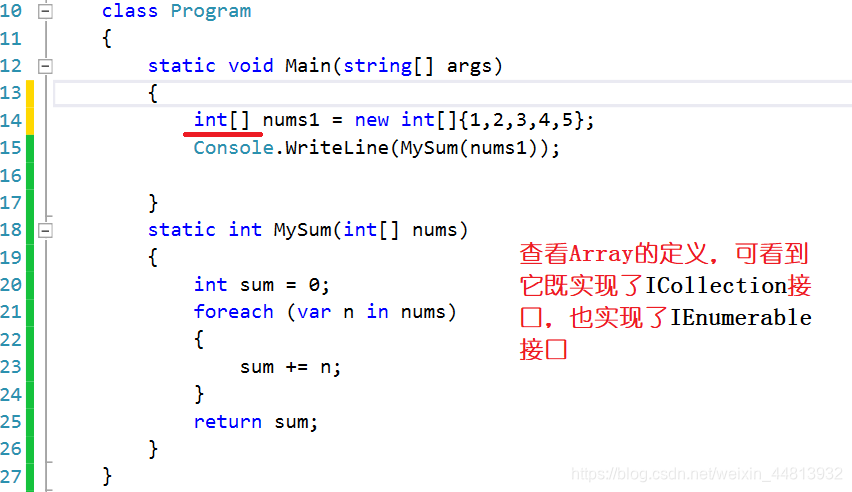 10 class Program
11 {
12 static void Main(string[] args)
13 {
14 int[] nums1 = new int[]{1,2,3,4,5};
15 Console.WriteLine(MySum(nums1));
16
17 }
18 static int MySum(int[] nums)
19 {
20 int sum = 0;
21 foreach (var n in nums)
22 {
23 sum += n;
24 }
25 return sum;
26 }
27 }
查看Array的定义，可看到
它既实现了ICollection接
口，也实现了IEnumerable
接口
https://blog.csdn.net/weixin_44813932